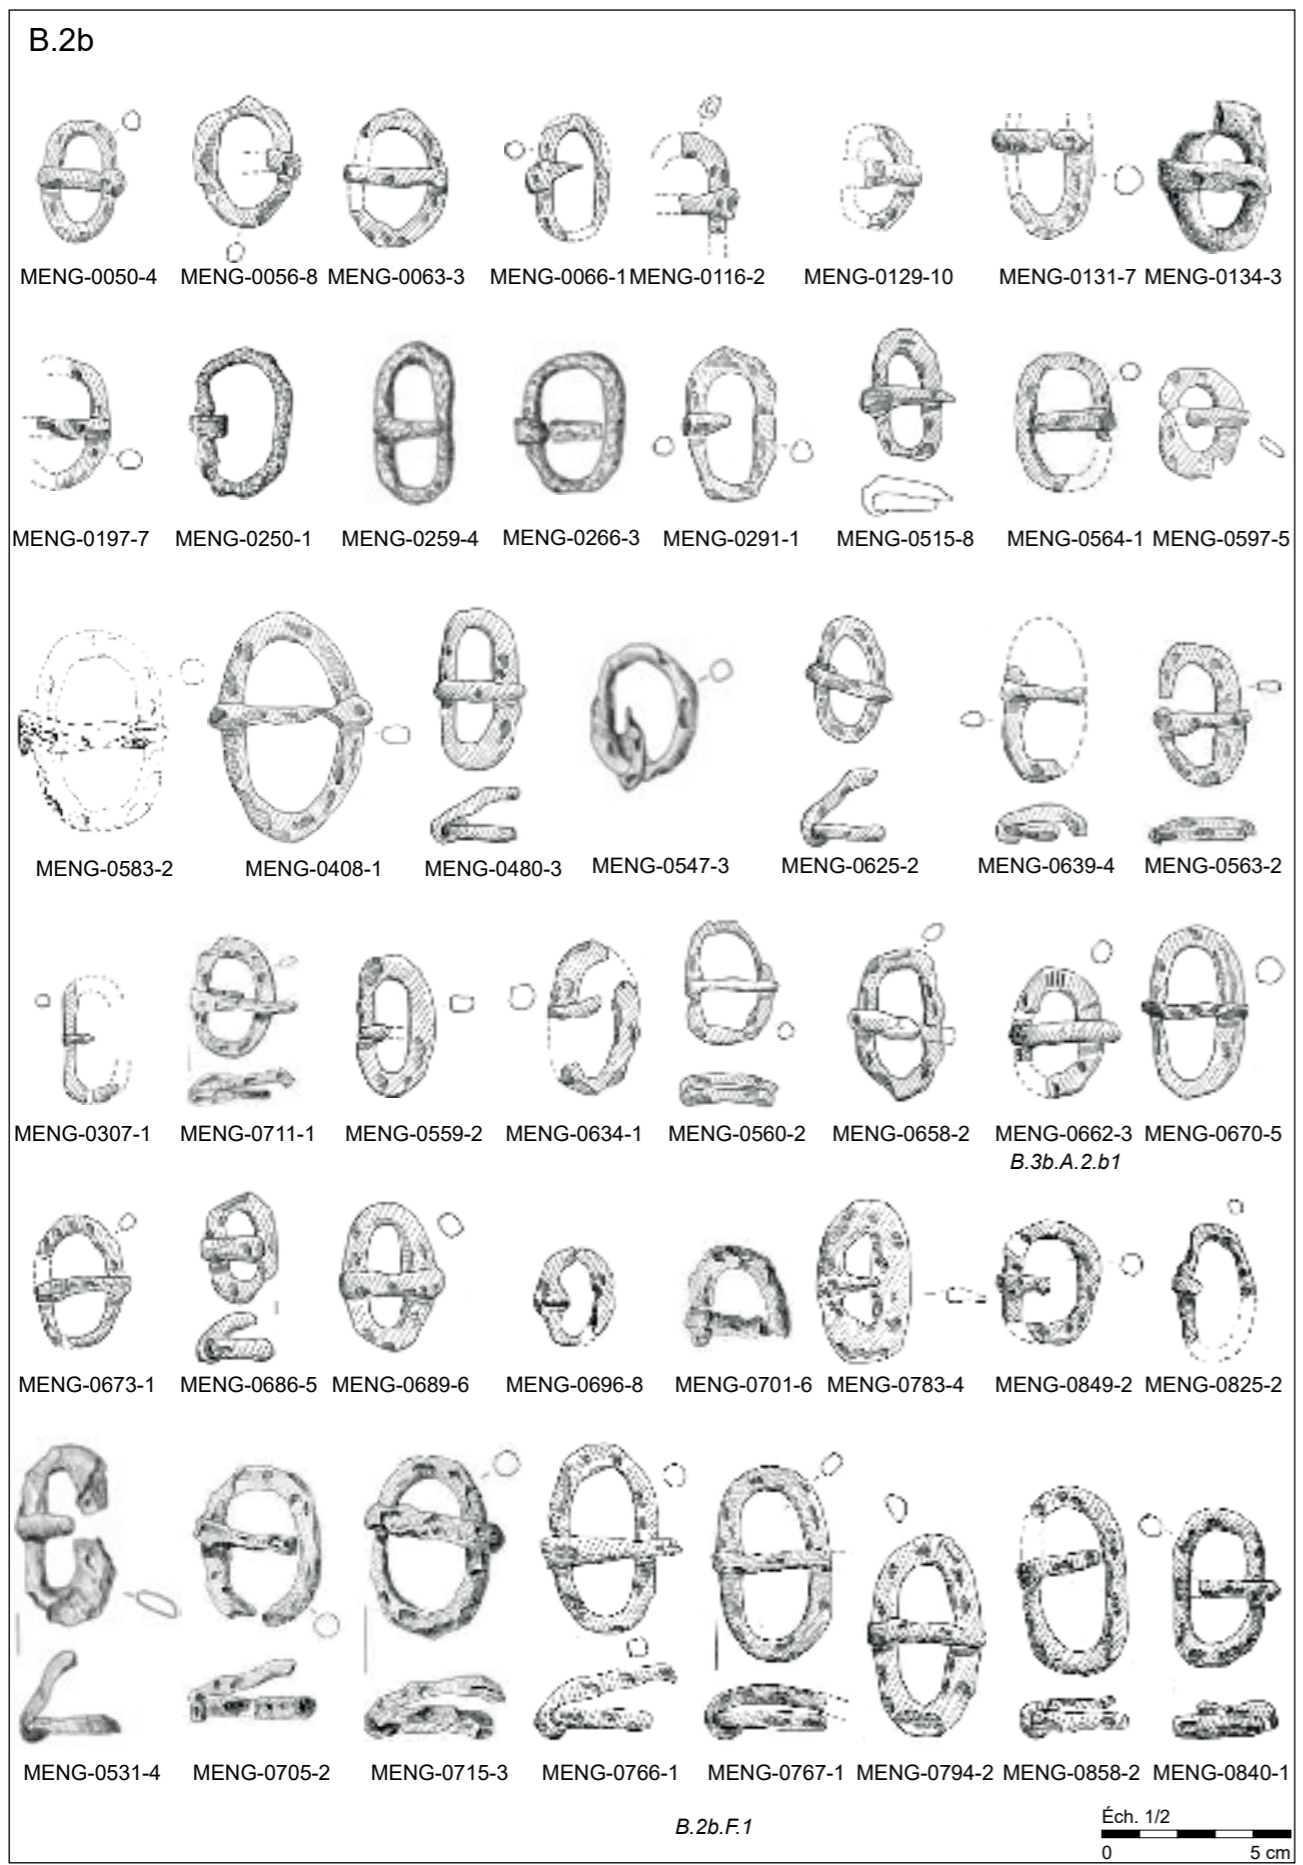 B.2b
MENG-0050-4 MENG-0056-8 MENG-0063-3 MENG-0066-1 MENG-0116-2 MENG-0129-10 MENG-0131-7 MENG-0134-3
MENG-0197-7 MENG-0250-1 MENG-0259-4 MENG-0266-3 MENG-0291-1 MENG-0515-8 MENG-0564-1 MENG-0597-5
MENG-0583-2 MENG-0408-1 MENG-0480-3 MENG-0547-3 MENG-0625-2 MENG-0639-4 MENG-0563-2
MENG-0307-1 MENG-0711-1 MENG-0559-2 MENG-0634-1 MENG-0560-2 MENG-0658-2 MENG-0662-3 MENG-0670-5
B.3b.A.2.b1
MENG-0673-1 MENG-0686-5 MENG-0689-6 MENG-0696-8 MENG-0701-6 MENG-0783-4 MENG-0849-2 MENG-0825-2
MENG-0531-4 MENG-0705-2 MENG-0715-3 MENG-0766-1 MENG-0767-1 MENG-0794-2 MENG-0858-2 MENG-0840-1
B.2b.F.1
Éch. 1/2
0 5 cm